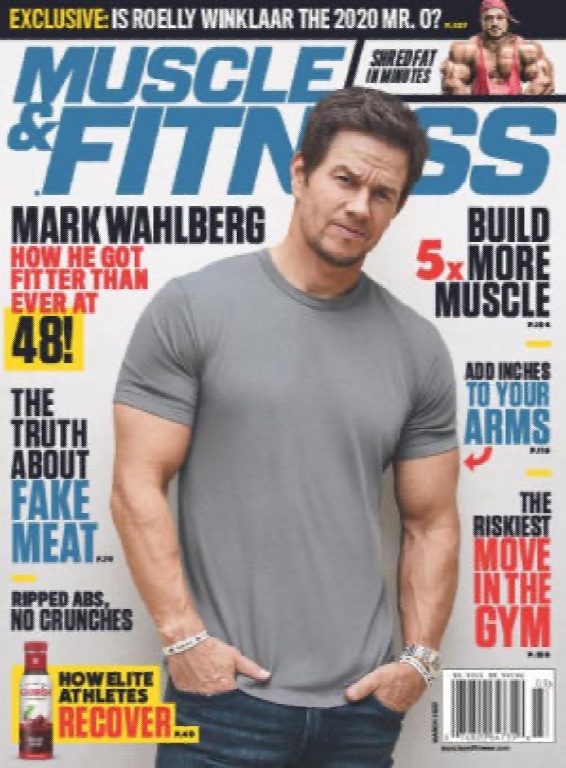 EXCLUSIVE: IS ROELLY WINKLAAR THE 2020 MR. O?
SHRED FAT
IN MINUTES
MUSCLE
& FITNESS
MARK WAHLBERG
HOW HE GOT
FITTER THAN
EVER AT
48!
THE
TRUTH
ABOUT
FAKE
MEAT
RIPPED ABS,
NO CRUNCHES
HOW ELITE
ATHLETES
RECOVER
BUILD
5x MORE
MUSCLE
ADD INCHES
TO YOUR
ARMS
THE
RISKIEST
MOVE
IN THE
GYM